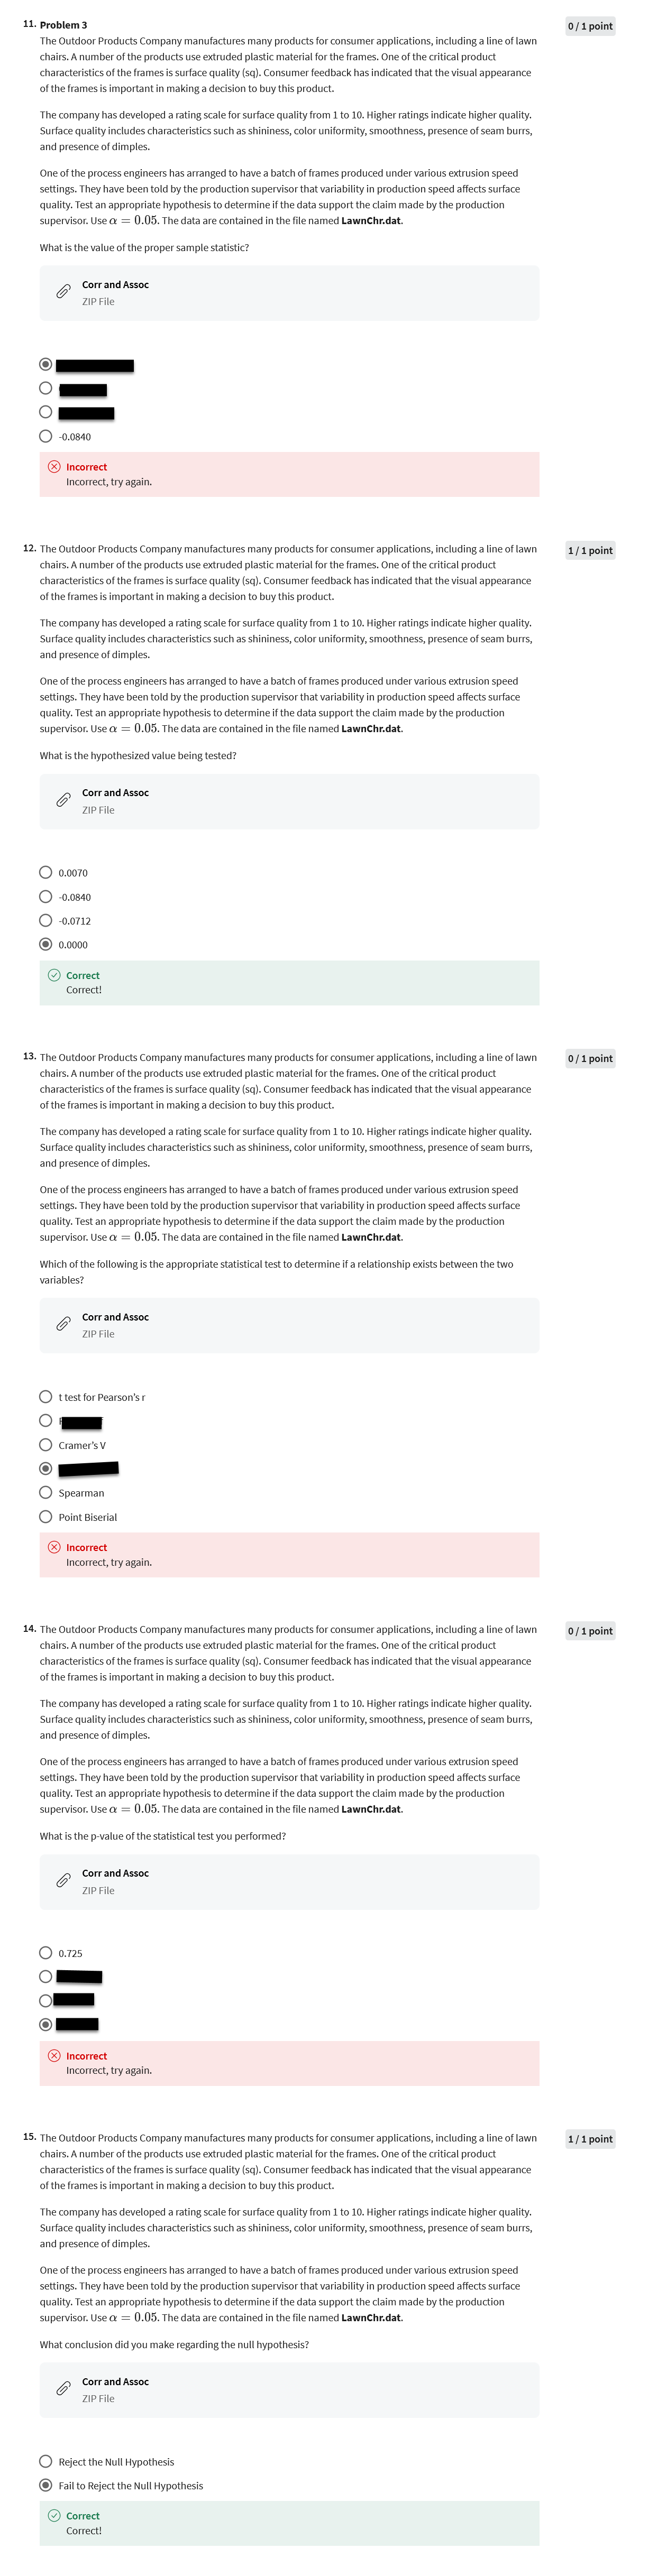 11. Problem 3
0 / 1 point
The Outdoor Products Company manufactures many products for consumer applications, including a line of lawn
chairs. A number of the products use extruded plastic material for the frames. One of the critical product
characteristics of the frames is surface quality (sq). Consumer feedback has indicated that the visual appearance
of the frames is important in making a decision to buy this product.
The company has developed a rating scale for surface quality from 1 to 10. Higher ratings indicate higher quality.
Surface quality includes characteristics such as shininess, color uniformity, smoothness, presence of seam burrs,
and presence of dimples.
One of the process engineers has arranged to have a batch of frames produced under various extrusion speed
settings. They have been told by the production supervisor that variability in production speed affects surface
quality. Test an appropriate hypothesis to determine if the data support the claim made by the production
supervisor. Use α = 0.05. The data are contained in the file named LawnChr.dat.
What is the value of the proper sample statistic?
Corr and Assoc
ZIP File
-0.0840
Incorrect
Incorrect, try again.
12. The Outdoor Products Company manufactures many products for consumer applications, including a line of lawn
1 / 1 point
chairs. A number of the products use extruded plastic material for the frames. One of the critical product
characteristics of the frames is surface quality (sq). Consumer feedback has indicated that the visual appearance
of the frames is important in making a decision to buy this product.
The company has developed a rating scale for surface quality from 1 to 10. Higher ratings indicate higher quality.
Surface quality includes characteristics such as shininess, color uniformity, smoothness, presence of seam burrs,
and presence of dimples.
One of the process engineers has arranged to have a batch of frames produced under various extrusion speed
settings. They have been told by the production supervisor that variability in production speed affects surface
quality. Test an appropriate hypothesis to determine if the data support the claim made by the production
supervisor. Use α = 0.05. The data are contained in the file named LawnChr.dat.
What is the hypothesized value being tested?
Corr and Assoc
ZIP File
0.0070
-0.0840
-0.0712
0.0000
Correct
Correct!
13. The Outdoor Products Company manufactures many products for consumer applications, including a line of lawn
0 / 1 point
chairs. A number of the products use extruded plastic material for the frames. One of the critical product
characteristics of the frames is surface quality (sq). Consumer feedback has indicated that the visual appearance
of the frames is important in making a decision to buy this product.
The company has developed a rating scale for surface quality from 1 to 10. Higher ratings indicate higher quality.
Surface quality includes characteristics such as shininess, color uniformity, smoothness, presence of seam burrs,
and presence of dimples.
One of the process engineers has arranged to have a batch of frames produced under various extrusion speed
settings. They have been told by the production supervisor that variability in production speed affects surface
quality. Test an appropriate hypothesis to determine if the data support the claim made by the production
supervisor. Use α = 0.05. The data are contained in the file named LawnChr.dat.
Which of the following is the appropriate statistical test to determine if a relationship exists between the two
variables?
Corr and Assoc
ZIP File
t test for Pearson's r
Cramer's V
Spearman
Point Biserial
Incorrect
Incorrect, try again.
14. The Outdoor Products Company manufactures many products for consumer applications, including a line of lawn
0 / 1 point
chairs. A number of the products use extruded plastic material for the frames. One of the critical product
characteristics of the frames is surface quality (sq). Consumer feedback has indicated that the visual appearance
of the frames is important in making a decision to buy this product.
The company has developed a rating scale for surface quality from 1 to 10. Higher ratings indicate higher quality.
Surface quality includes characteristics such as shininess, color uniformity, smoothness, presence of seam burrs,
and presence of dimples.
One of the process engineers has arranged to have a batch of frames produced under various extrusion speed
settings. They have been told by the production supervisor that variability in production speed affects surface
quality. Test an appropriate hypothesis to determine if the data support the claim made by the production
supervisor. Use α = 0.05. The data are contained in the file named LawnChr.dat.
What is the p-value of the statistical test you performed?
Corr and Assoc
ZIP File
0.725
Incorrect
Incorrect, try again.
15. The Outdoor Products Company manufactures many products for consumer applications, including a line of lawn
1 / 1 point
chairs. A number of the products use extruded plastic material for the frames. One of the critical product
characteristics of the frames is surface quality (sq). Consumer feedback has indicated that the visual appearance
of the frames is important in making a decision to buy this product.
The company has developed a rating scale for surface quality from 1 to 10. Higher ratings indicate higher quality.
Surface quality includes characteristics such as shininess, color uniformity, smoothness, presence of seam burrs,
and presence of dimples.
One of the process engineers has arranged to have a batch of frames produced under various extrusion speed
settings. They have been told by the production supervisor that variability in production speed affects surface
quality. Test an appropriate hypothesis to determine if the data support the claim made by the production
supervisor. Use α = 0.05. The data are contained in the file named LawnChr.dat.
What conclusion did you make regarding the null hypothesis?
Corr and Assoc
ZIP File
Reject the Null Hypothesis
Fail to Reject the Null Hypothesis
Correct
Correct!